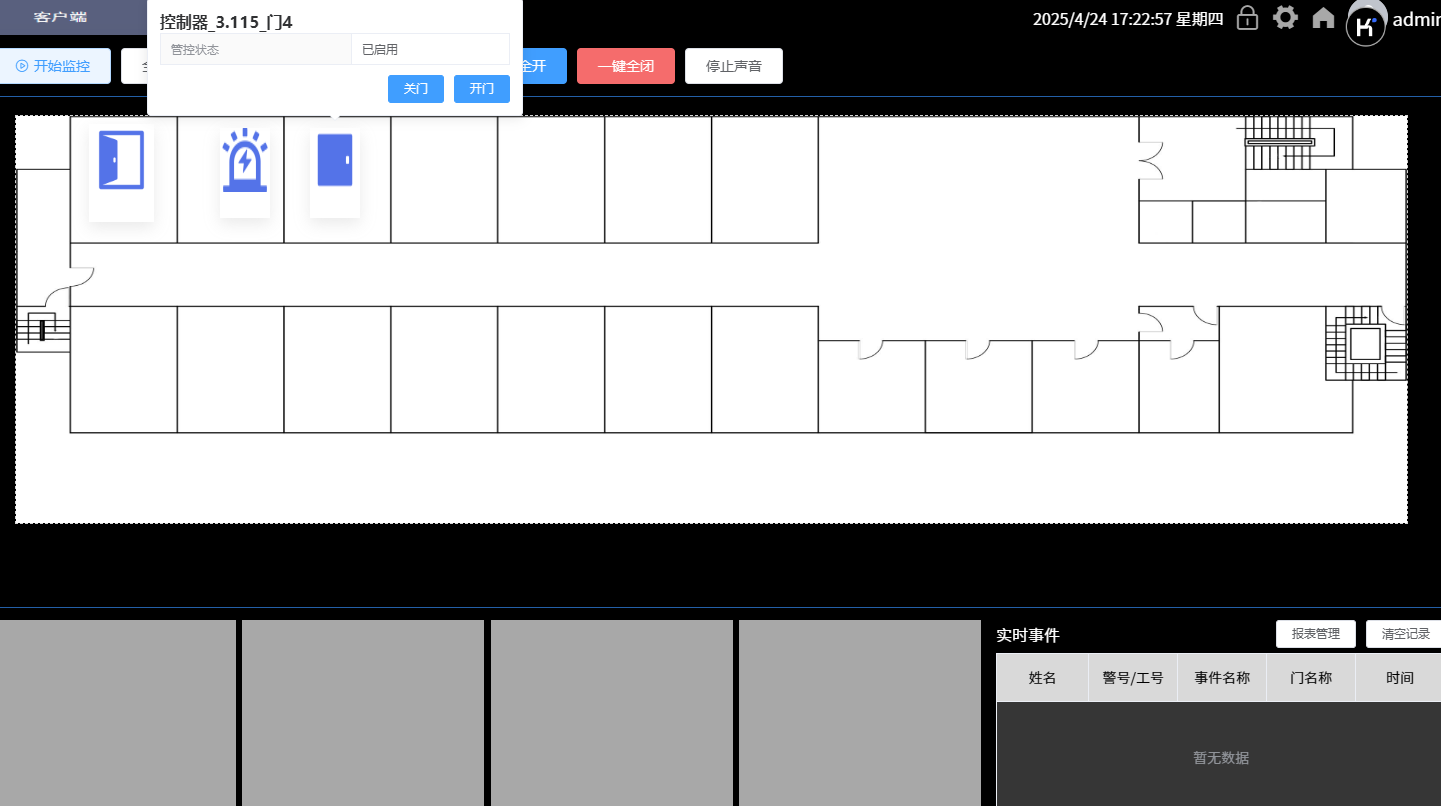 客户端
控制器_3.115_门4
管控状态 已启用
关门 开门
2025/4/24 17:22:57 星期四
admin
开始监控
全开
一键全闭
停止声音
实时事件
报表管理
清空记录
姓名 警号/工号 事件名称 门名称 时间
暂无数据